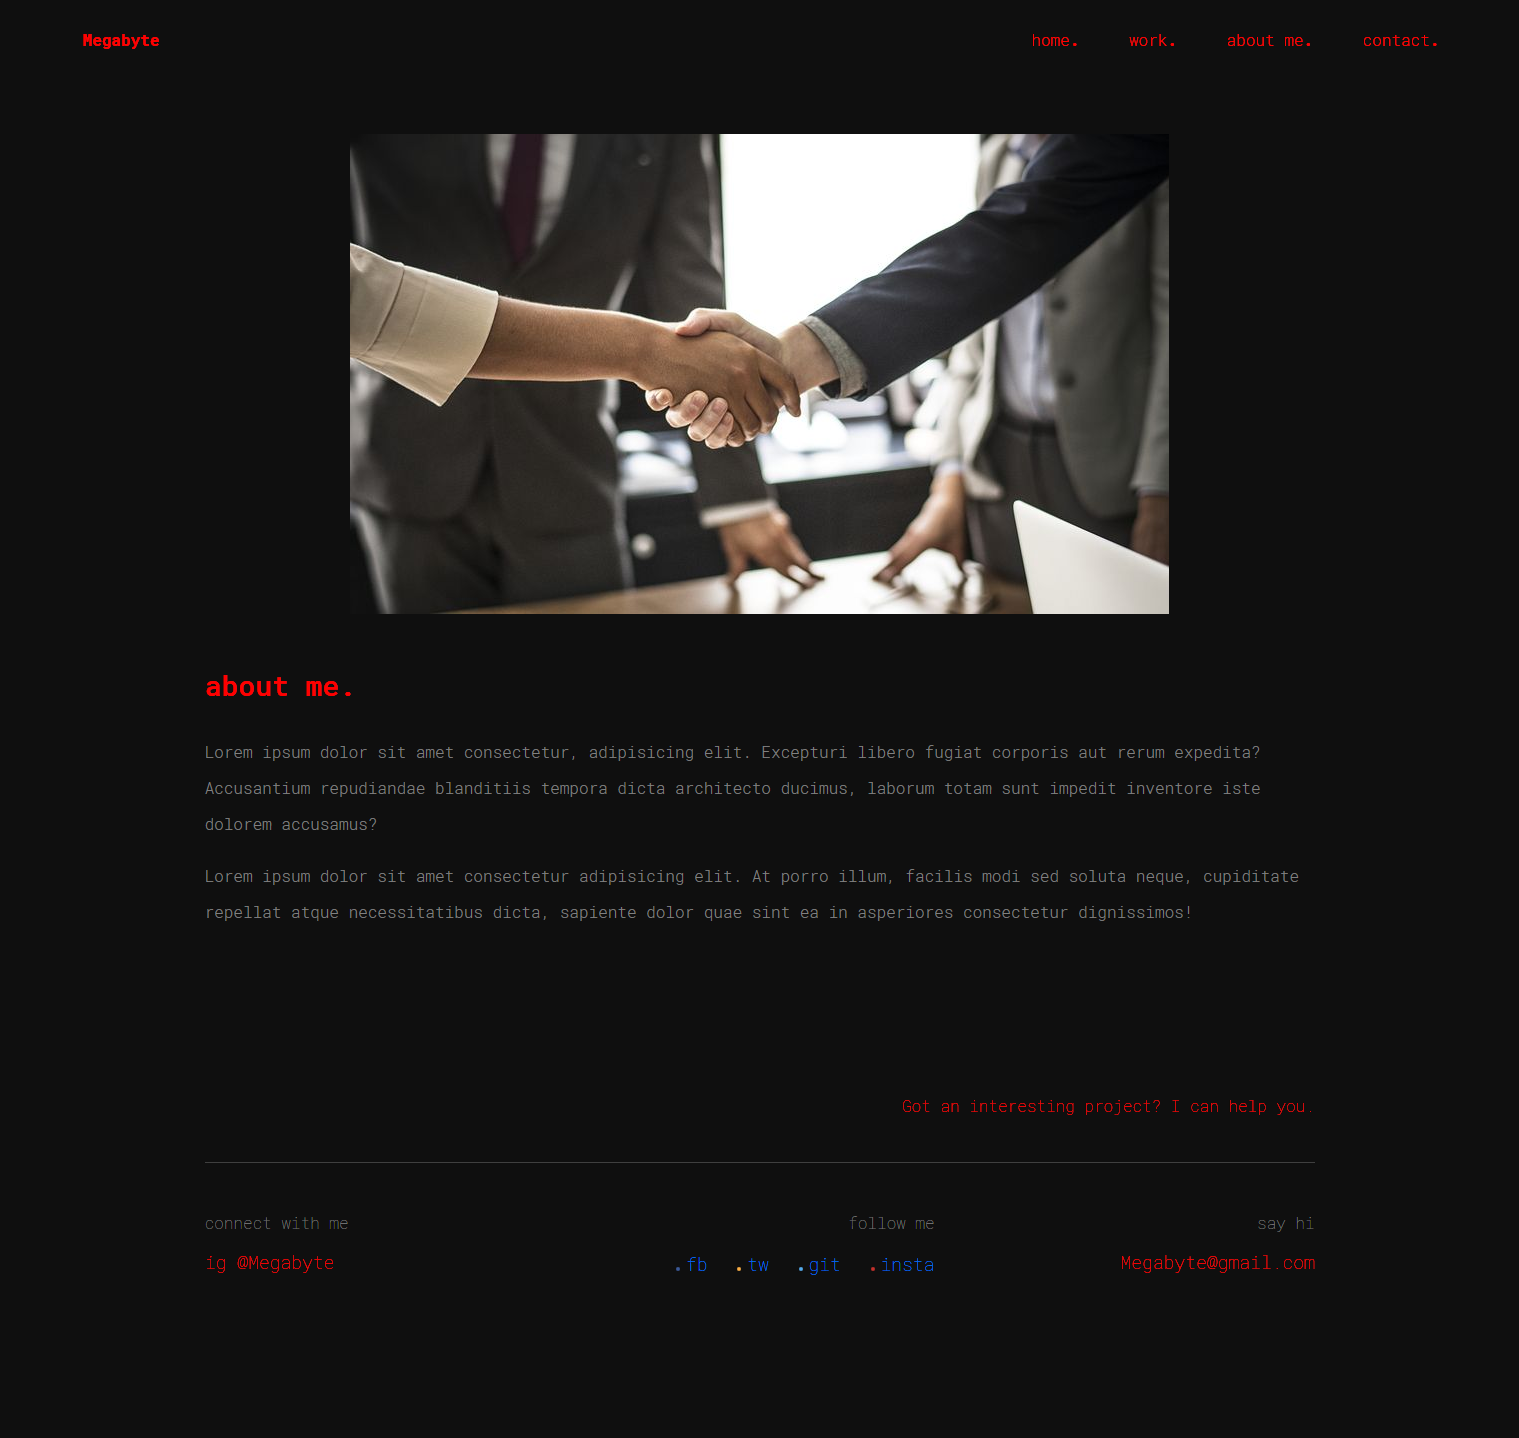 Megabyte
home. work. about me. contact.
about me.
Lorem ipsum dolor sit amet consectetur, adipisicing elit. Excepturi libero fugiat corporis aut rerum expedita?
Accusantium repudiandae blanditiis tempora dicta architecto ducimus, laborum totam sunt impedit inventore iste
dolorem accusamus?
Lorem ipsum dolor sit amet consectetur adipisicing elit. At porro illum, facilis modi sed soluta neque, cupiditate
repellat atque necessitatibus dicta, sapiente dolor quae sint ea in asperiores consectetur dignissimos!
Got an interesting project? I can help you.
connect with me
ig @Megabyte
follow me
.fb .tw .git .insta
say hi
Megabyte@gmail.com